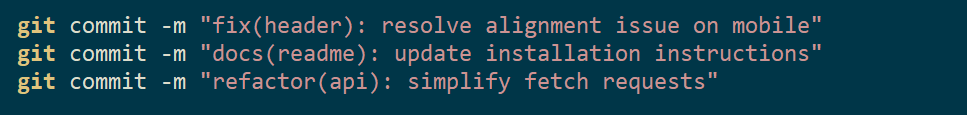 git commit -m "fix(header): resolve alignment issue on mobile"
git commit -m "docs(readme): update installation instructions"
git commit -m "refactor(api): simplify fetch requests"